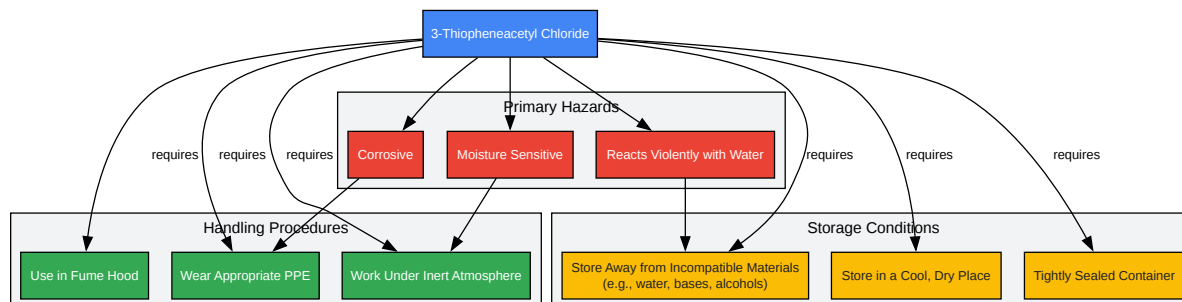 3-Thiopheneacetyl Chloride
Primary Hazards
Corrosive
Moisture Sensitive
Reacts Violently with Water
requires
requires
requires
requires
requires
requires
Handling Procedures
Storage Conditions
Use in Fume Hood
Wear Appropriate PPE
Work Under Inert Atmosphere
Store Away from Incompatible Materials
(e.g., water, bases, alcohols)
Store in a Cool, Dry Place
Tightly Sealed Container